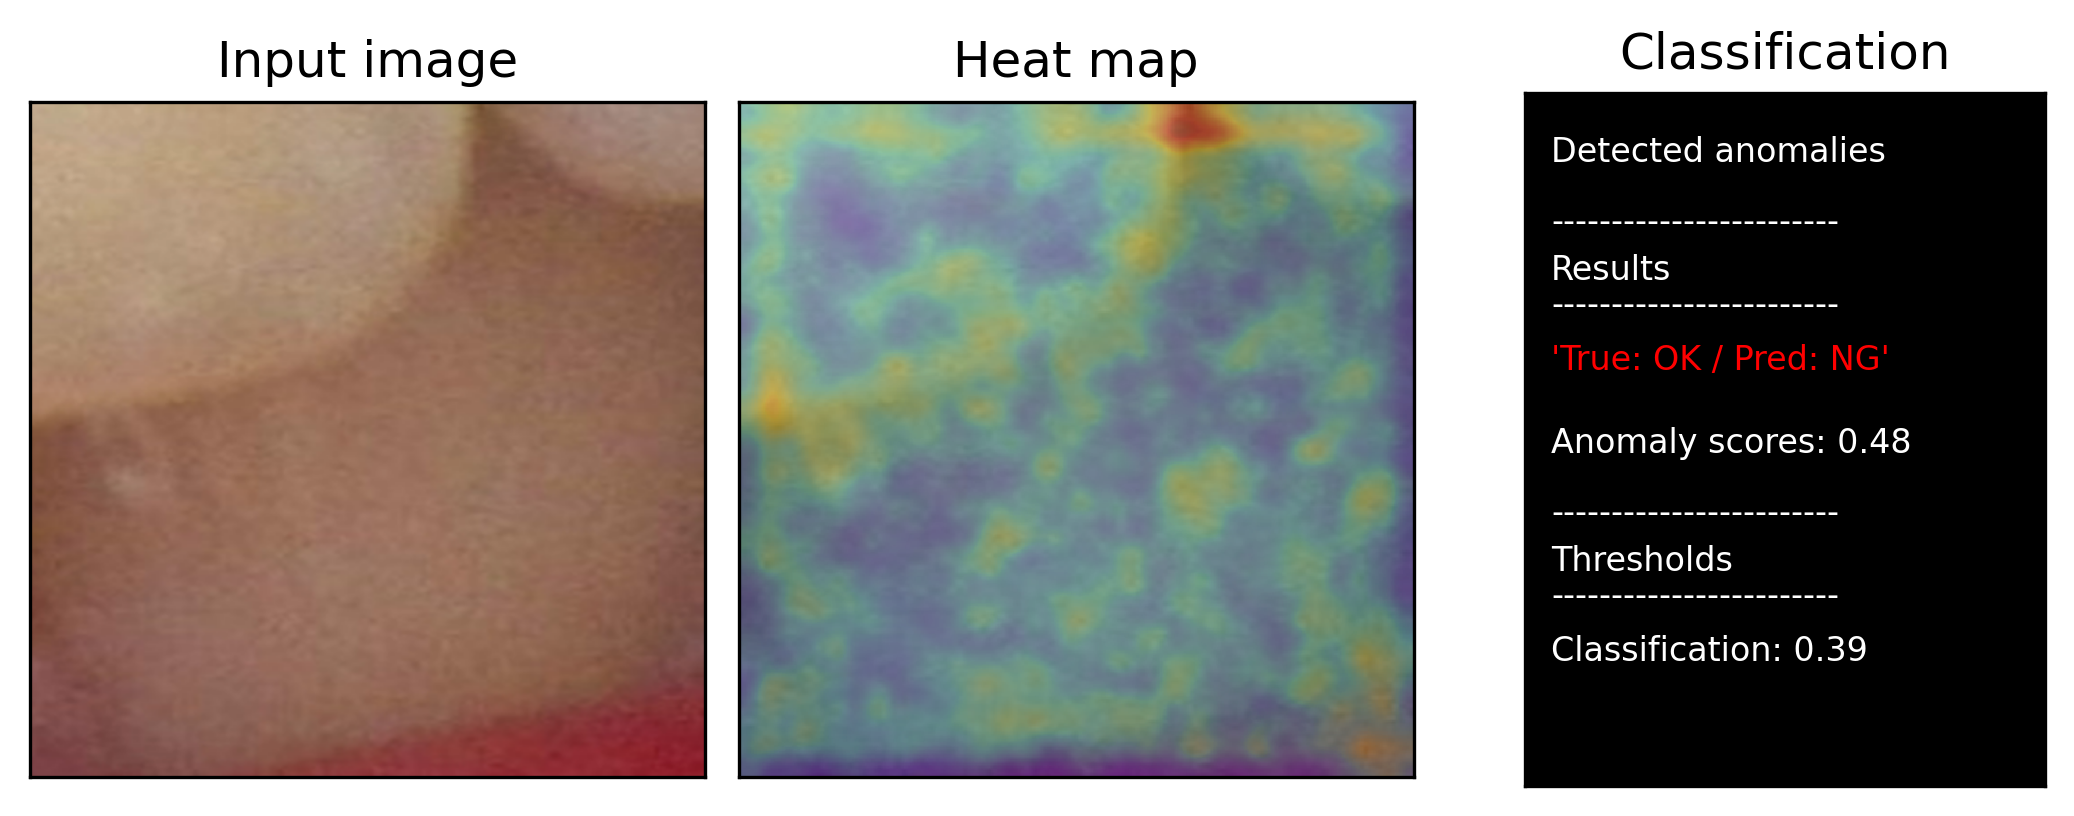 Input image
Heat map
Classification
Detected anomalies
------------------------
Results
------------------------
'True: OK / Pred: NG'
Anomaly scores: 0.48
------------------------
Thresholds
------------------------
Classification: 0.39